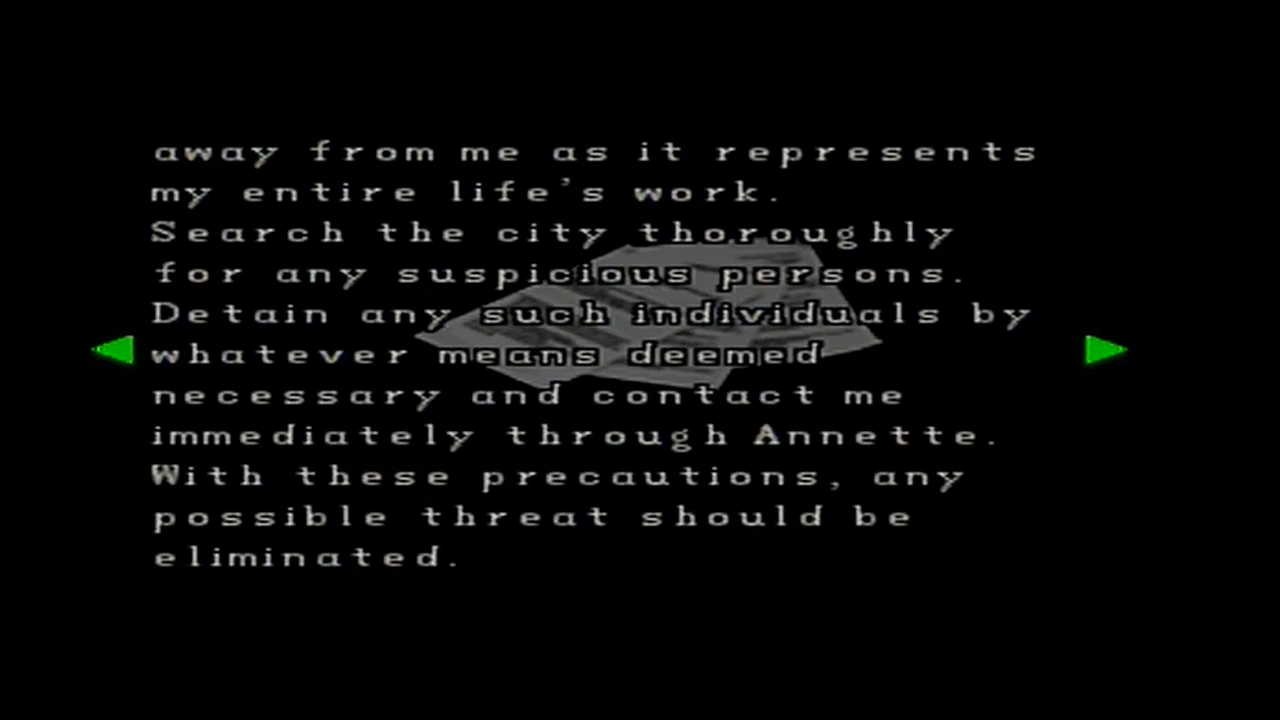 away from me as it represents
my entire life's work.
Search the city thoroughly
for any suspicious persons.
Detain any such individuals by
whatever means deemed
necessary and contact me
immediately through Annette.
With these precautions, any
possible threat should be
eliminated.